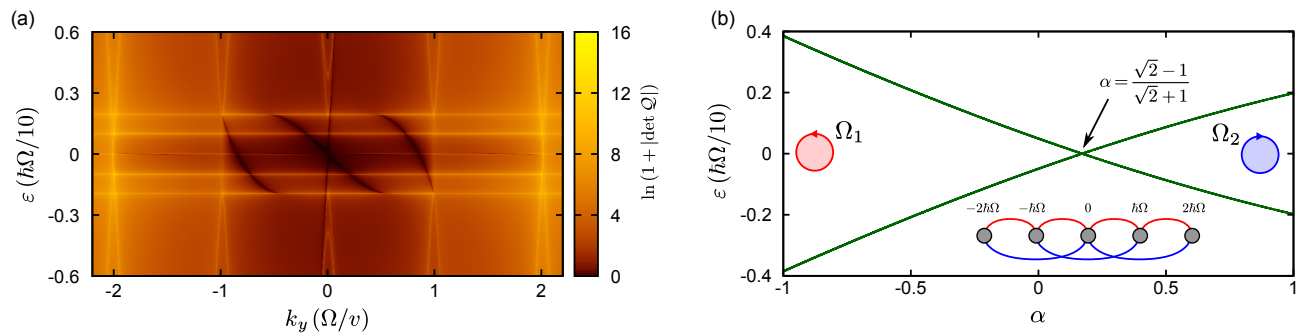 (a)
0.6
0.3
0
-0.3
-0.6
ε (ℏΩ/10)
-2
-1
0
1
2
k_y (Ω/v)
16
12
8
4
0
ln (1 + |det 𝒬|)
(b)
0.4
0.2
0
-0.2
-0.4
ε (ℏΩ/10)
α = (√2 − 1)/(√2 + 1)
Ω₁
Ω₂
−2ℏΩ
−ℏΩ
0
ℏΩ
2ℏΩ
-1
-0.5
0
0.5
1
α